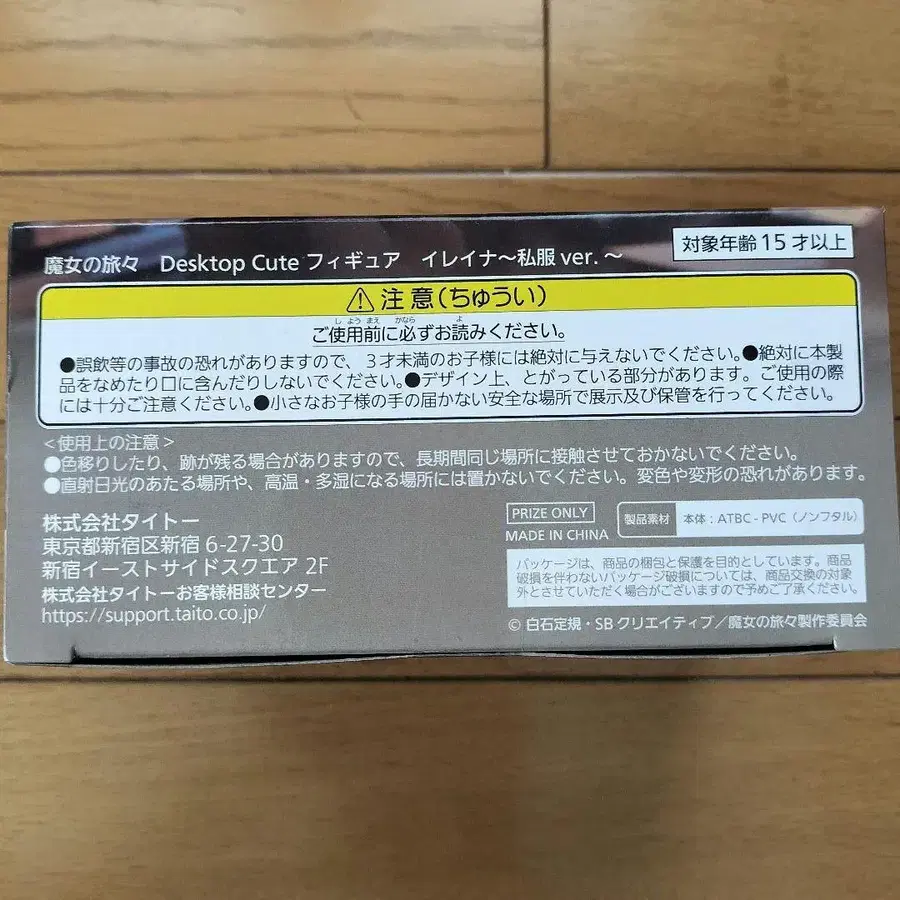 魔女の旅々 Desktop Cute フィギュア イレイナ～私服 ver.～
対象年齢15才以上
⚠注意(ちゅうい)
ご使用前に必ずお読みください。
●誤飲等の事故の恐れがありますので、3才未満のお子様には絶対に与えないでください。●絶対に本製
品をなめたり口に含んだりしないでください。●デザイン上、とがっている部分があります。ご使用の際
には十分ご注意ください。●小さなお子様の手の届かない安全な場所で展示及び保管を行ってください。
<使用上の注意>
●色移りしたり、跡が残る場合がありますので、長期間同じ場所に接触させておかないでください。
●直射日光のあたる場所や、高温・多湿になる場所には置かないでください。変色や変形の恐れがあります。
株式会社タイトー
東京都新宿区新宿 6-27-30
新宿イーストサイドスクエア 2F
株式会社タイトーお客様相談センター
https://support.taito.co.jp/
PRIZE ONLY
MADE IN CHINA
製品素材 本体：ATBC-PVC（ノンフタル）
パッケージは、商品の梱包と保護を目的としています。商品
破損を伴わないパッケージ破損については、商品交換の対象
外とさせていただく場合がございますので予めご了承ください。
© 白石定規・SBクリエイティブ／魔女の旅々製作委員会